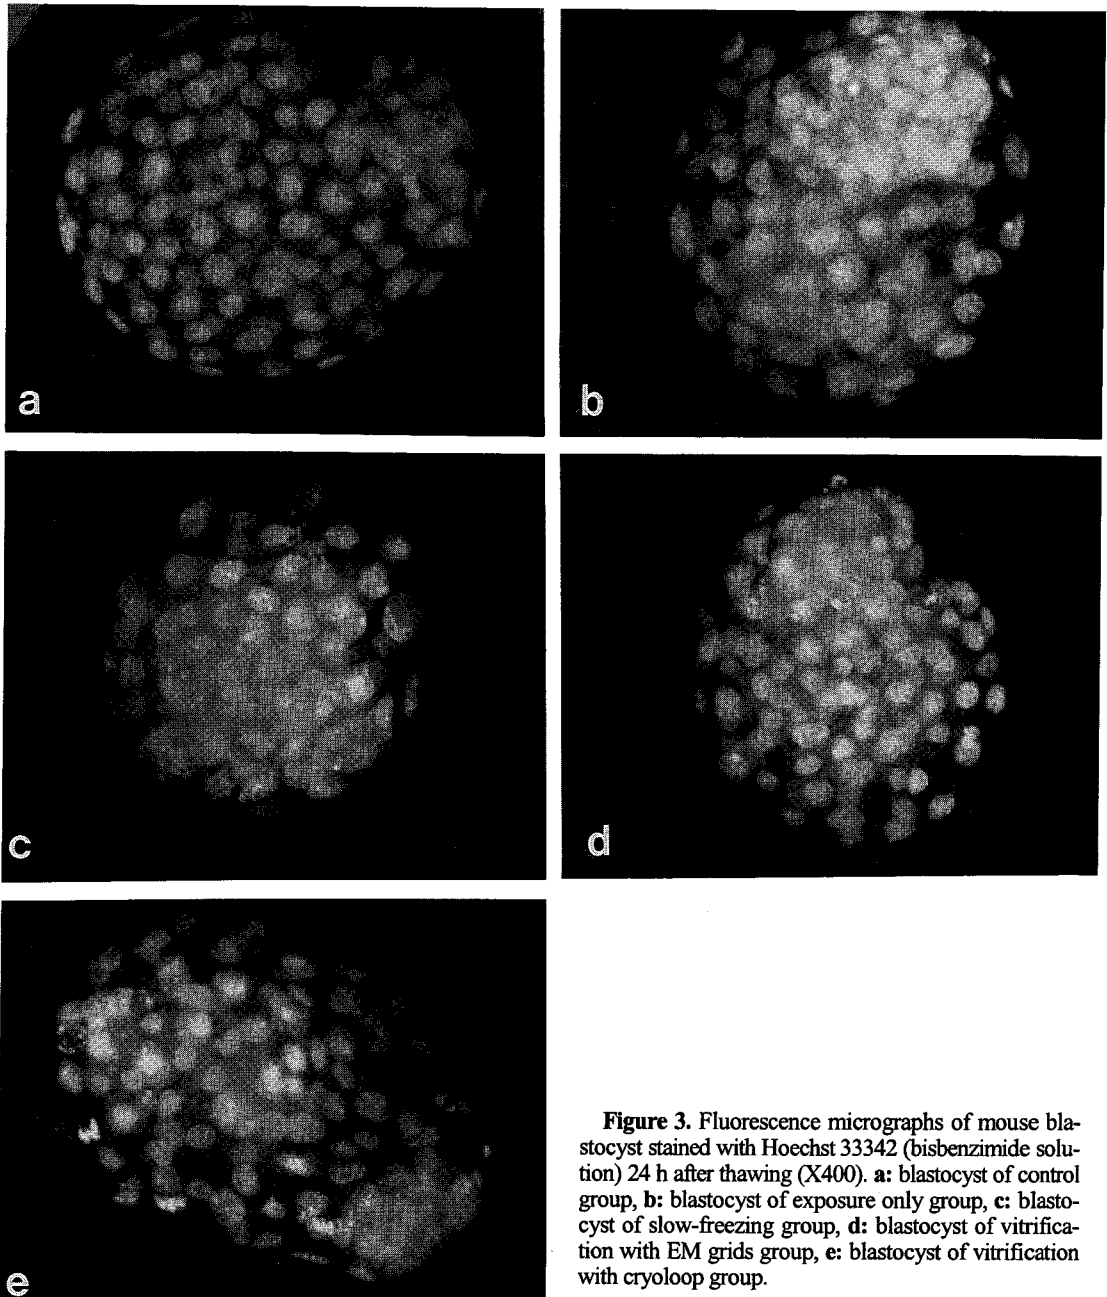 a
b
c
d
e
Figure 3. Fluorescence micrographs of mouse bla-
stocyst stained with Hoechst 33342 (bisbenzimide solu-
tion) 24 h after thawing (X400). a: blastocyst of control
group, b: blastocyst of exposure only group, c: blasto-
cyst of slow-freezing group, d: blastocyst of vitrifica-
tion with EM grids group, e: blastocyst of vitrification
with cryoloop group.